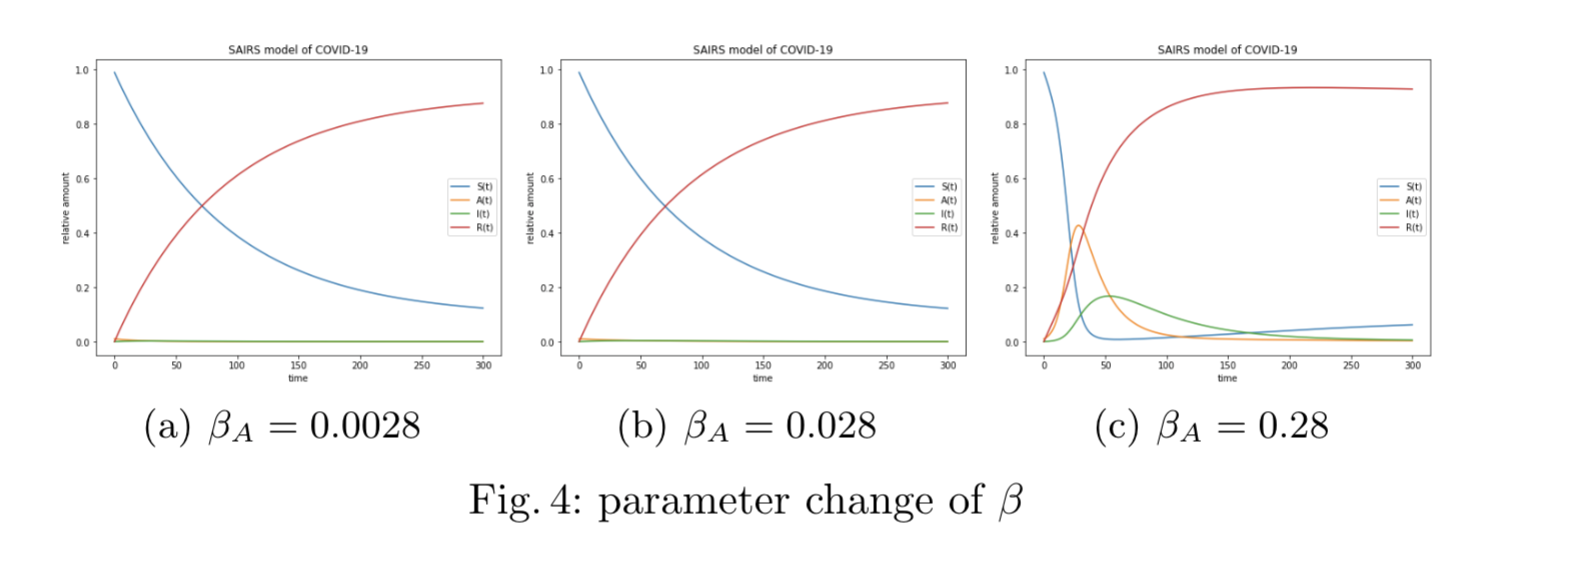 SAIRS model of COVID-19
1.0
0.8
0.6
0.4
0.2
0.0
relative amount
S(t)
A(t)
I(t)
R(t)
0 50 100 150 200 250 300
time
(a) β_A = 0.0028
SAIRS model of COVID-19
1.0
0.8
0.6
0.4
0.2
0.0
relative amount
S(t)
A(t)
I(t)
R(t)
0 50 100 150 200 250 300
time
(b) β_A = 0.028
SAIRS model of COVID-19
1.0
0.8
0.6
0.4
0.2
0.0
relative amount
S(t)
A(t)
I(t)
R(t)
0 50 100 150 200 250 300
time
(c) β_A = 0.28
Fig. 4: parameter change of β